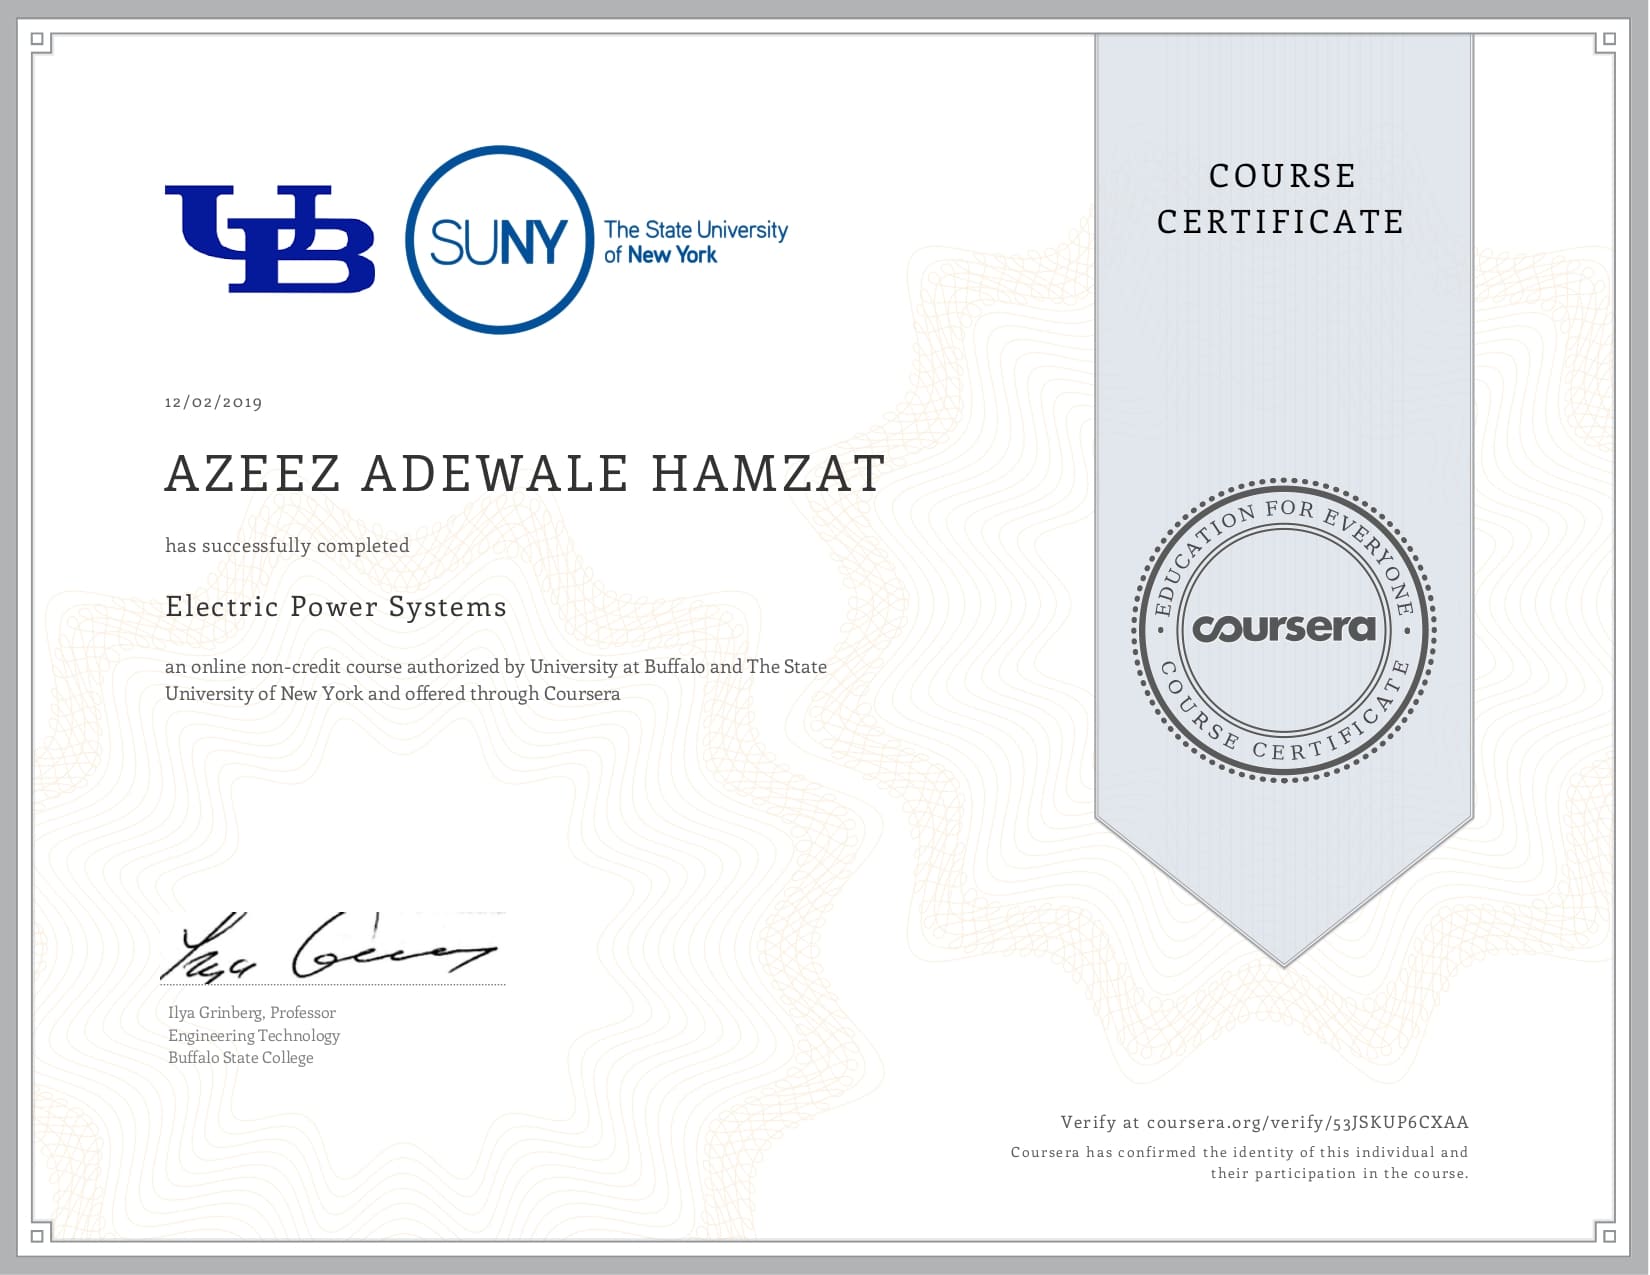 UB
SUNY
The State University
of New York
COURSE
CERTIFICATE
12/02/2019
AZEEZ ADEWALE HAMZAT
has successfully completed
Electric Power Systems
an online non-credit course authorized by University at Buffalo and The State
University of New York and offered through Coursera
EDUCATION FOR EVERYONE
coursera
COURSE CERTIFICATE
Ilya Grinberg, Professor
Engineering Technology
Buffalo State College
Verify at coursera.org/verify/53JSKUP6CXAA
Coursera has confirmed the identity of this individual and
their participation in the course.